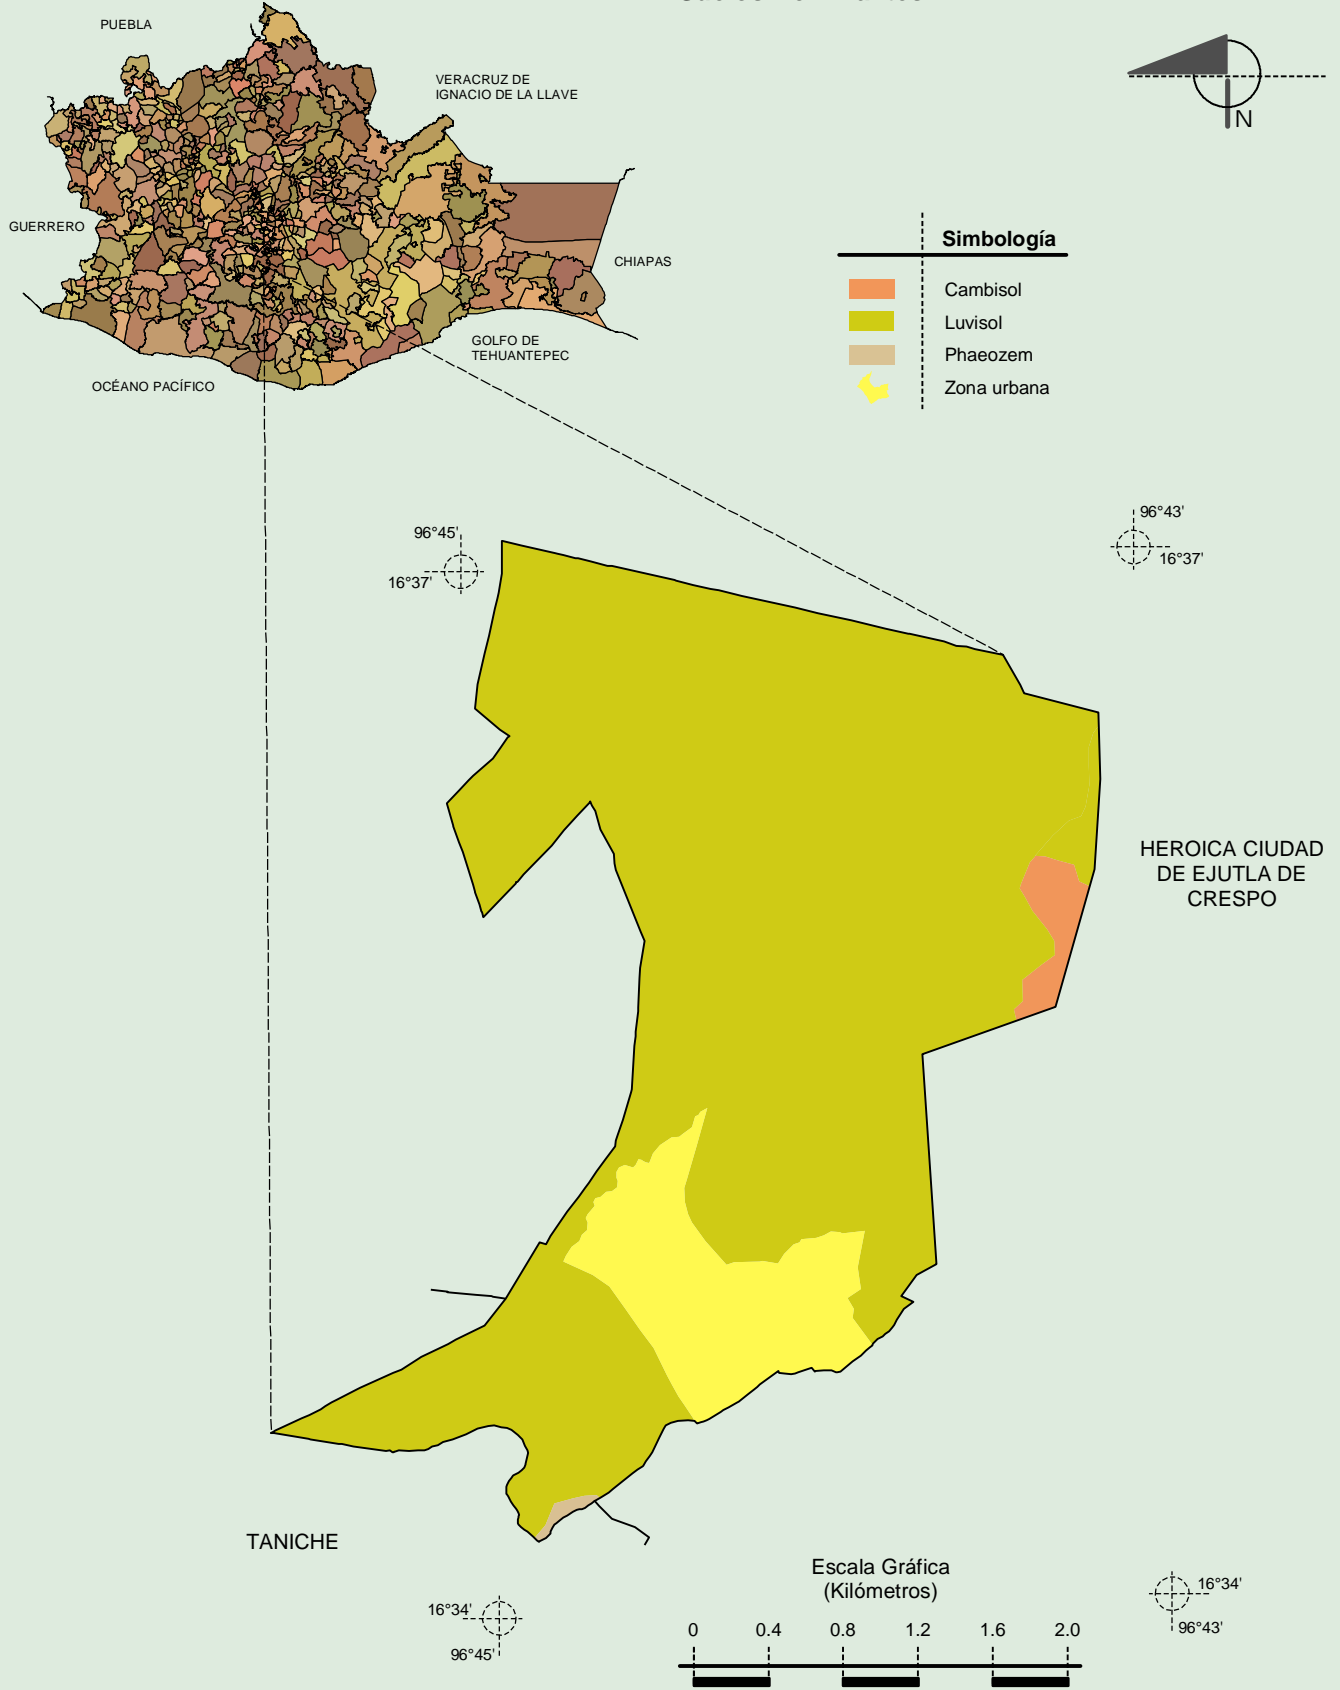 PUEBLA
VERACRUZ DE
IGNACIO DE LA LLAVE
N
GUERRERO
CHIAPAS
GOLFO DE
TEHUANTEPEC
OCÉANO PACÍFICO
Simbología
Cambisol
Luvisol
Phaeozem
Zona urbana
96°45'
16°37'
96°43'
16°37'
HEROICA CIUDAD
DE EJUTLA DE
CRESPO
TANICHE
Escala Gráfica
(Kilómetros)
0 0.4 0.8 1.2 1.6 2.0
16°34'
96°45'
16°34'
96°43'